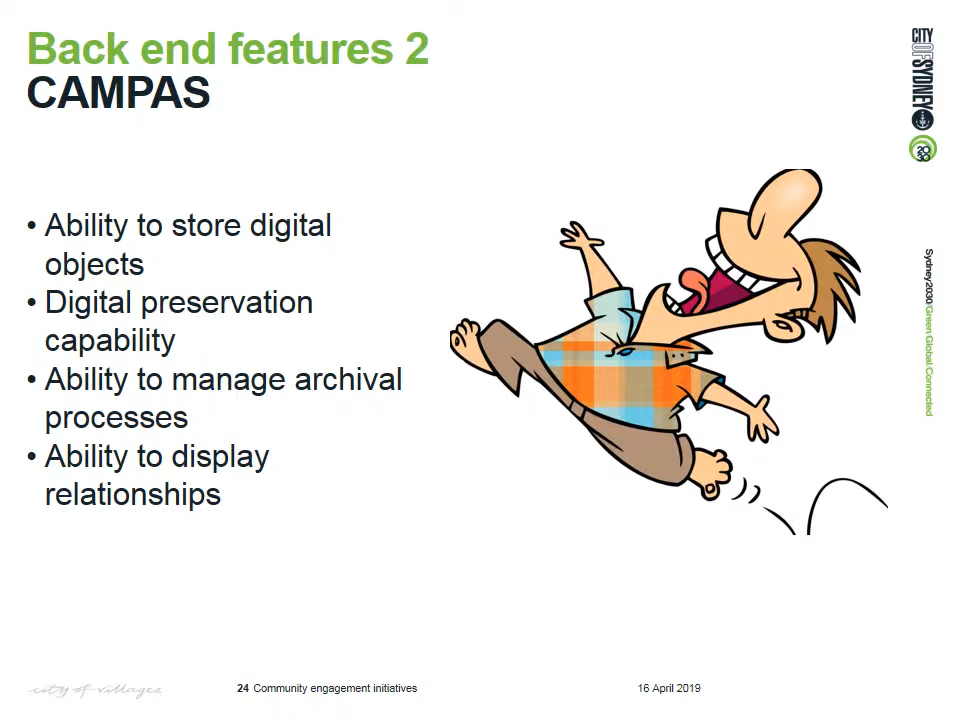 Back end features 2
CAMPAS
• Ability to store digital
objects
• Digital preservation
capability
• Ability to manage archival
processes
• Ability to display
relationships
CITY OF SYDNEY
2030
Sydney2030/Green/Global/Connected
city of villages
24 Community engagement initiatives
16 April 2019